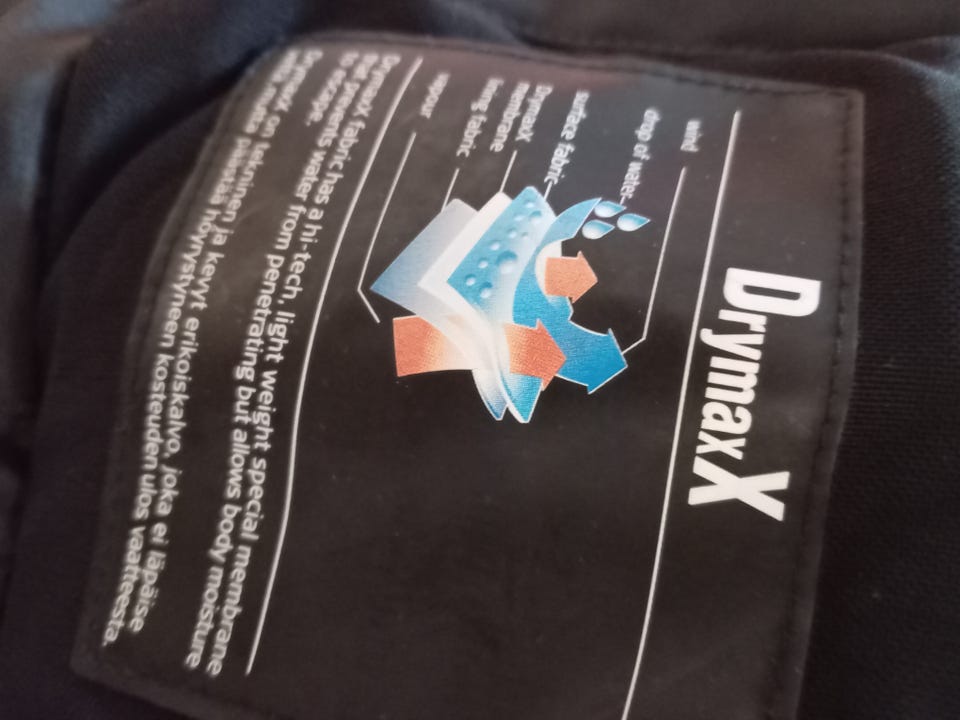 DrymaxX
wind
drop of water
surface fabric
DrymaxX
membrane
lining fabric
vapour
DrymaxX fabric has a hi-tech, light weight special membrane
that prevents water from penetrating but allows body moisture
to escape.
on tekninen ja kevyt erikoiskalvo, joka ei läpäise
vettä mutta päästää höyrystyneen kosteuden ulos vaatteesta.